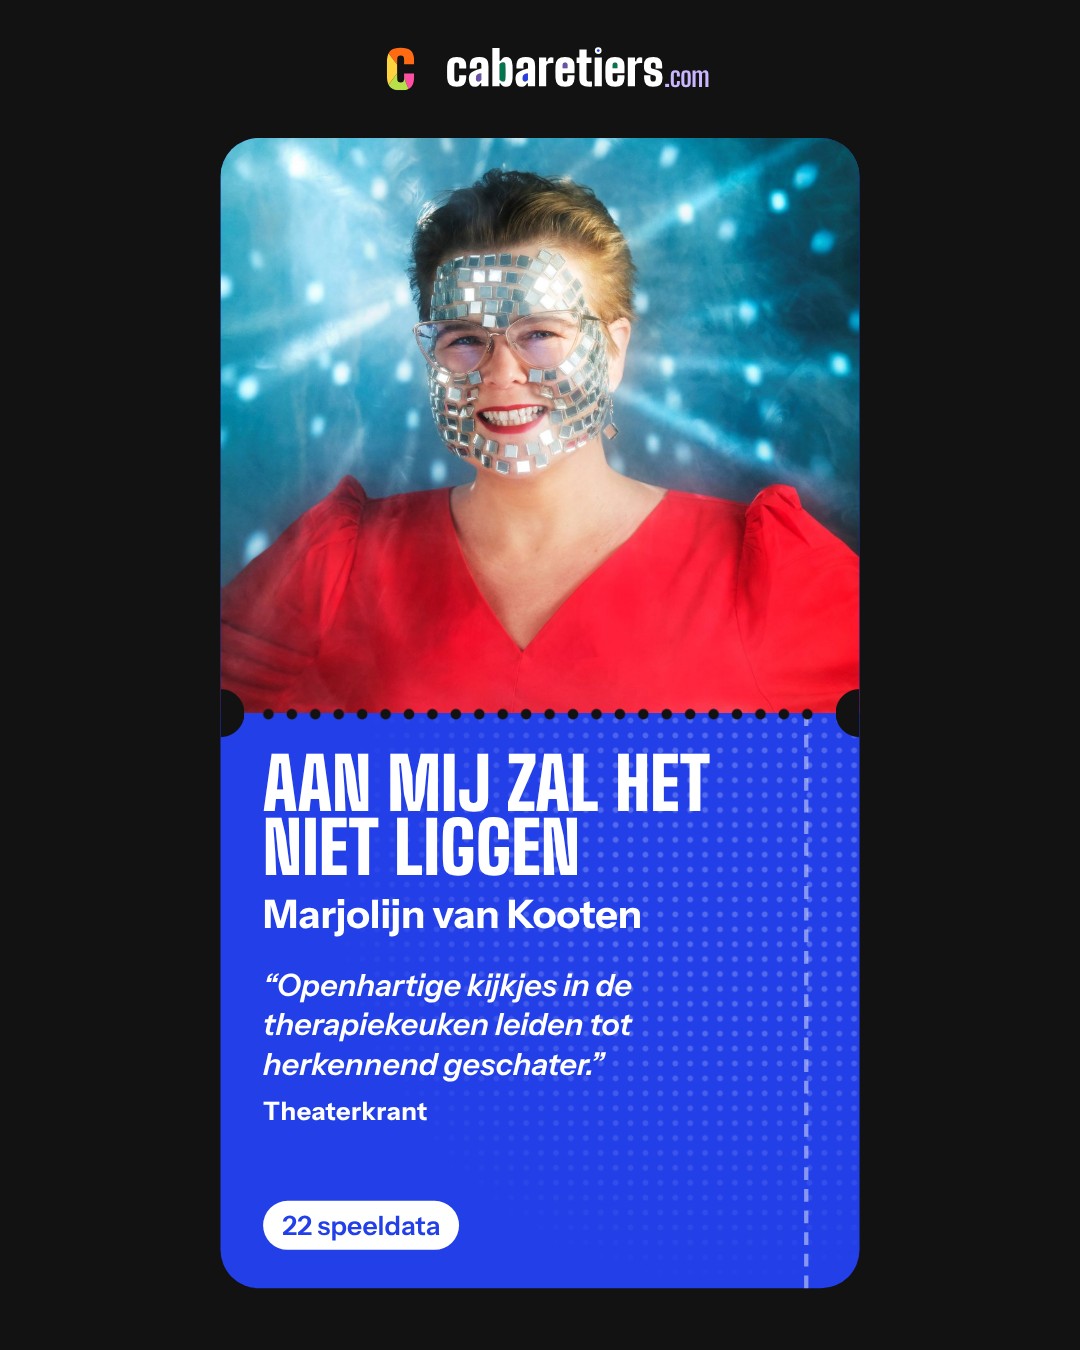 C cabaretiers.com
AAN MIJ ZAL HET
NIET LIGGEN
Marjolijn van Kooten
“Openhartige kijkjes in de
therapiekeuken leiden tot
herkennend geschater.”
Theaterkrant
22 speeldata